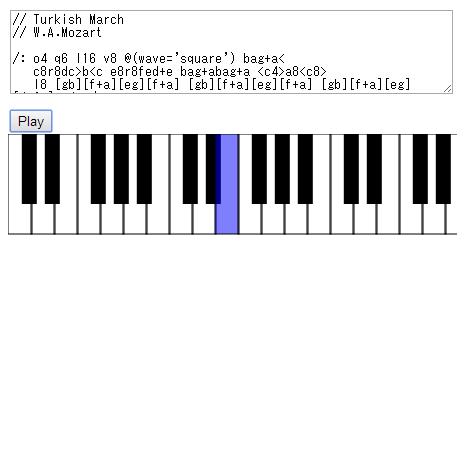 // Turkish March
// W.A.Mozart
/: o4 q6 l16 v8 @(wave='square') bag+a<
c8r8dc>b<c e8r8fed+e bag+abag+a <c4>a8<c8>
l8 [gb][f+a][eg][f+a] [gb][f+a][eg][f+a] [gb][f+a][eg]
Play